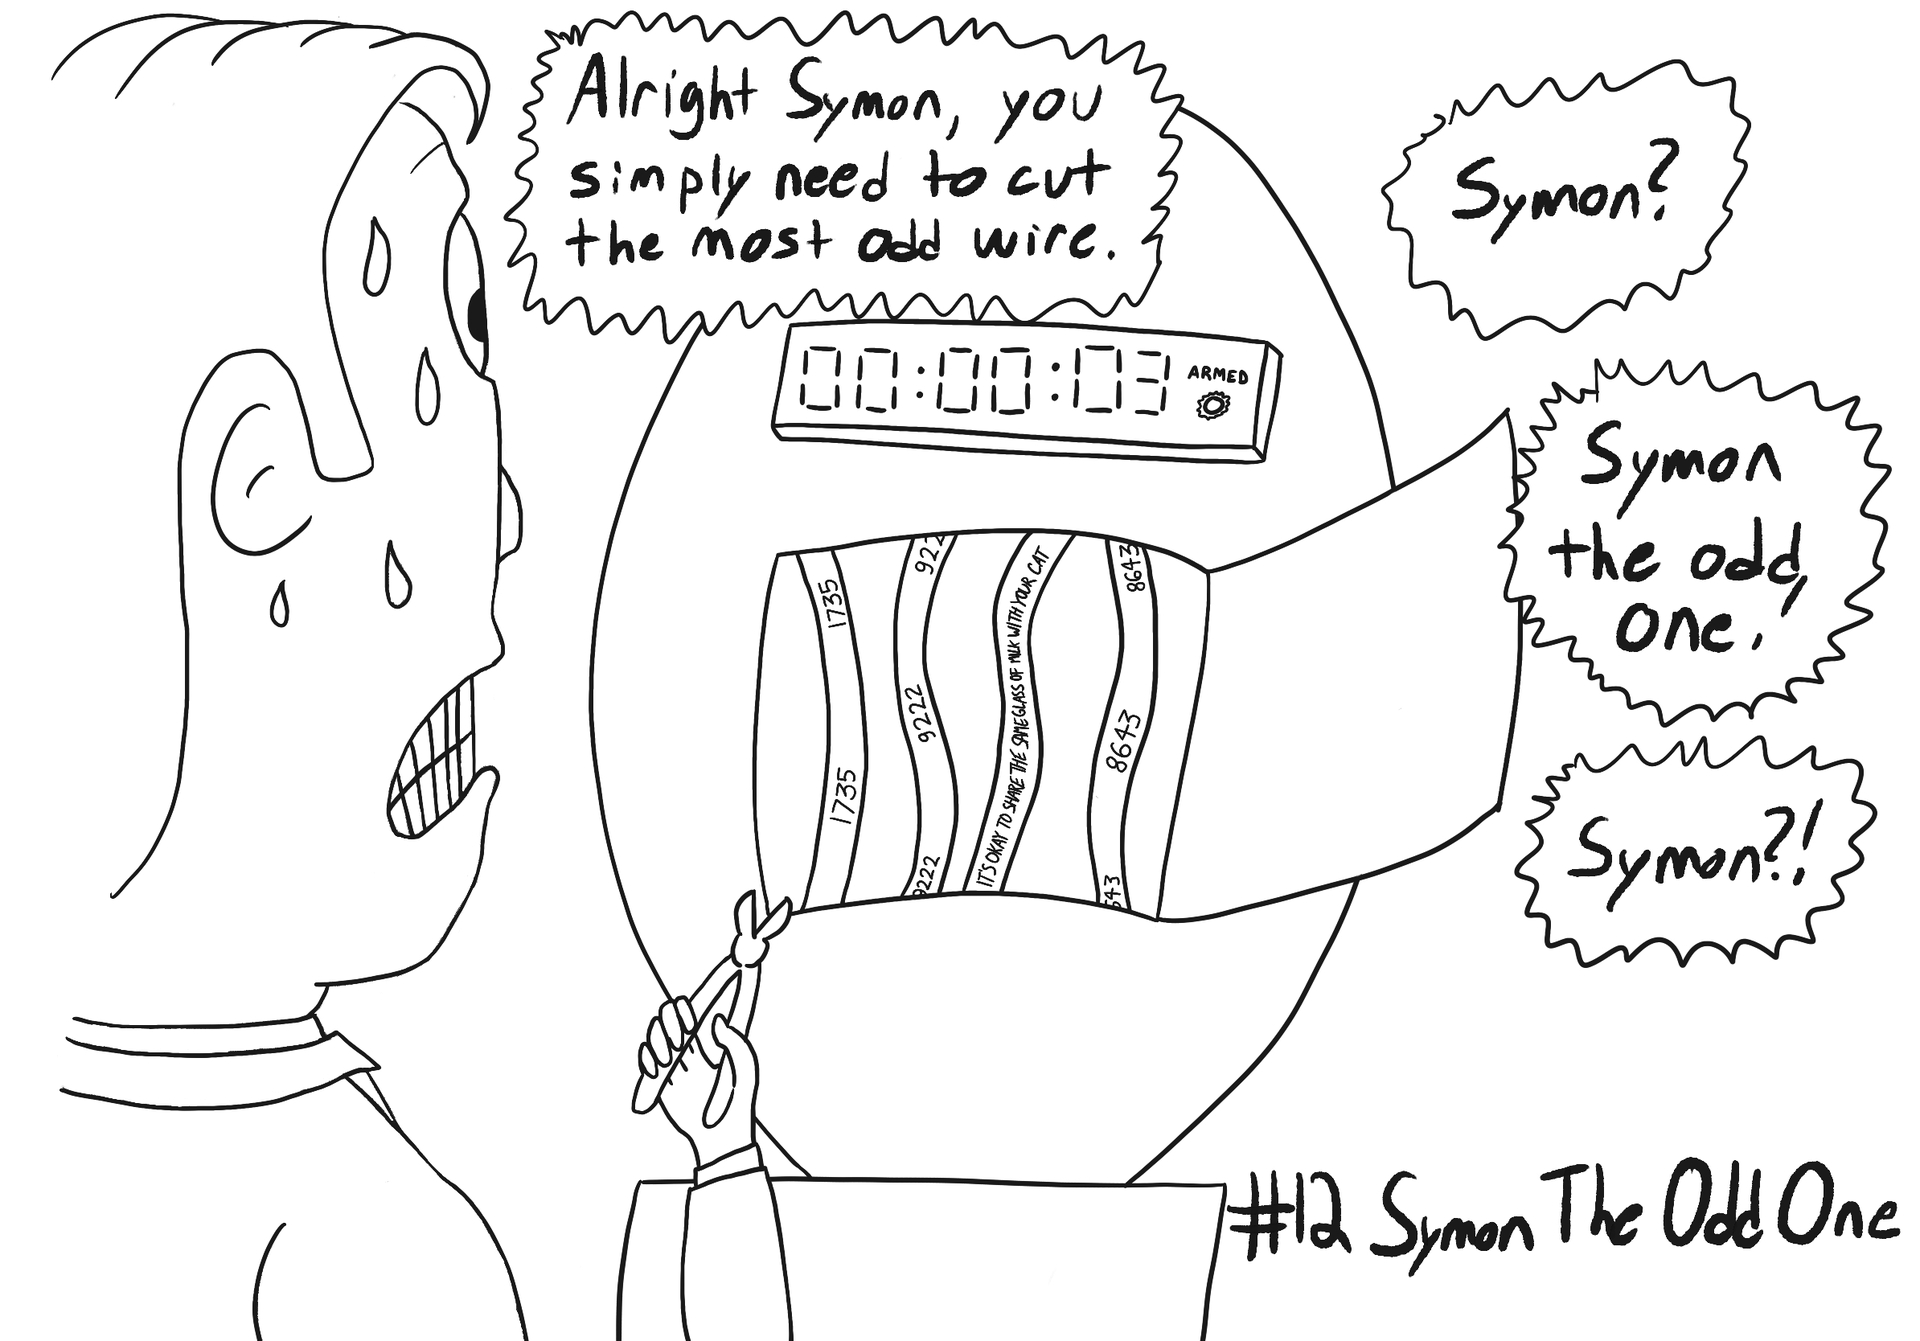 Alright Symon, you
simply need to cut
the most odd wire.
Symon?
Symon
the odd,
one.
Symon?!
00:00:03
ARMED
1735
1735
922
9222
9222
IT'S OKAY TO SHARE THE SAME GLASS OF MILK WITH YOUR CAT
8643
8643
643
#12 Symon The Odd One